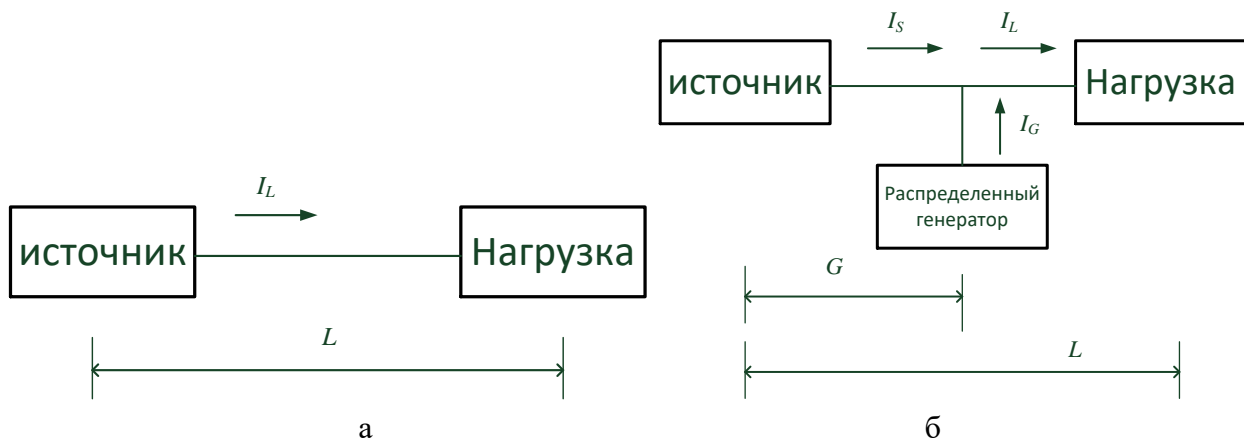 источник
I_L
Нагрузка
L
а
I_S
I_L
источник
Нагрузка
I_G
Распределенный
генератор
G
L
б